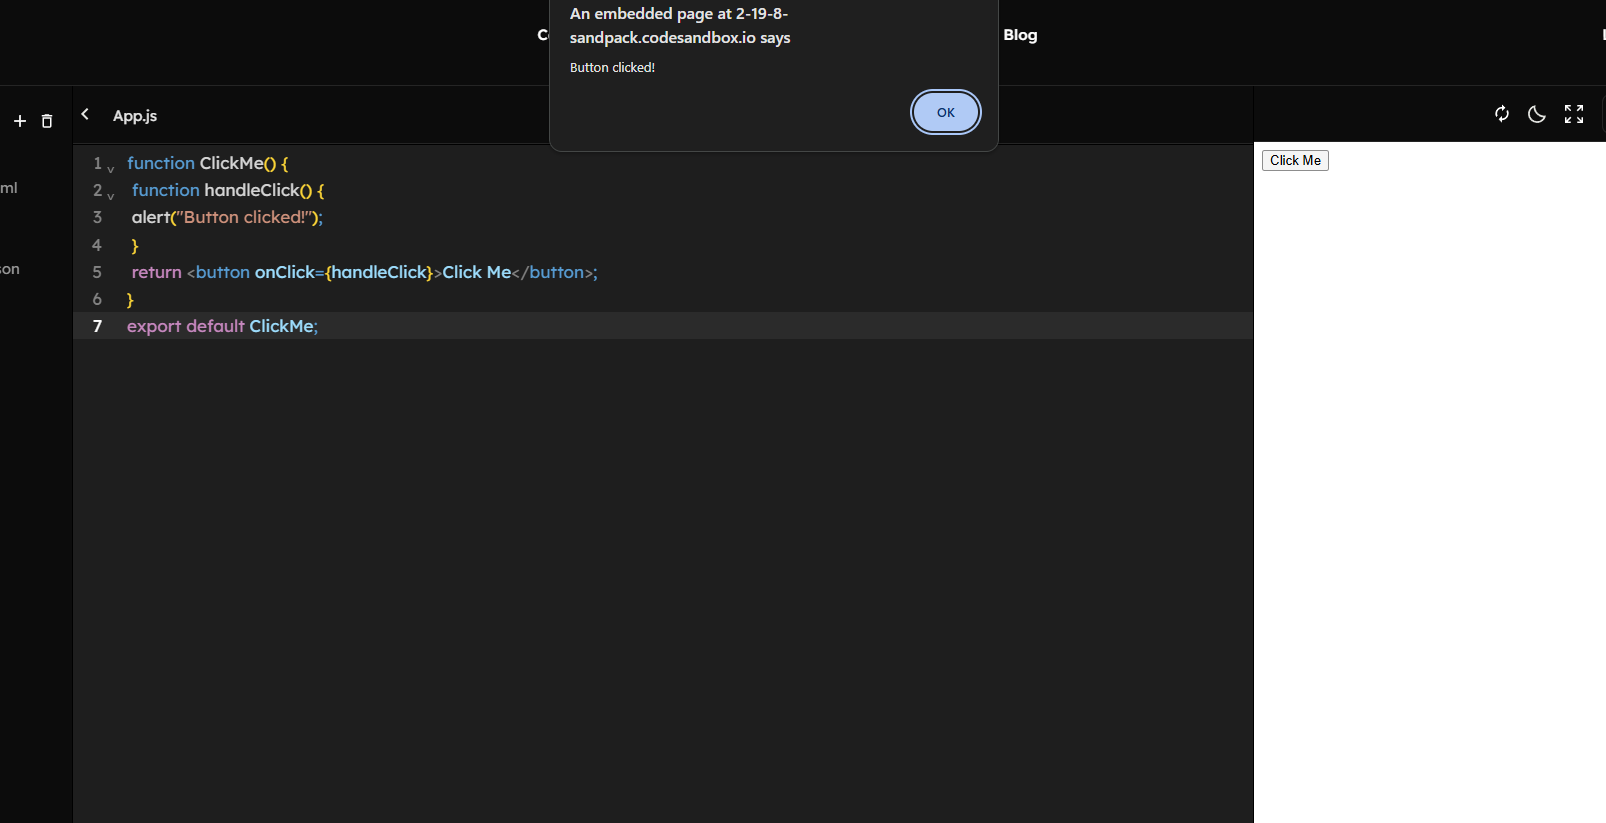 An embedded page at 2-19-8-
sandpack.codesandbox.io says
Button clicked!
OK
Blog
App.js
ml
son
1 function ClickMe() {
2 function handleClick() {
3 alert("Button clicked!");
4 }
5 return <button onClick={handleClick}>Click Me</button>;
6 }
7 export default ClickMe;
Click Me